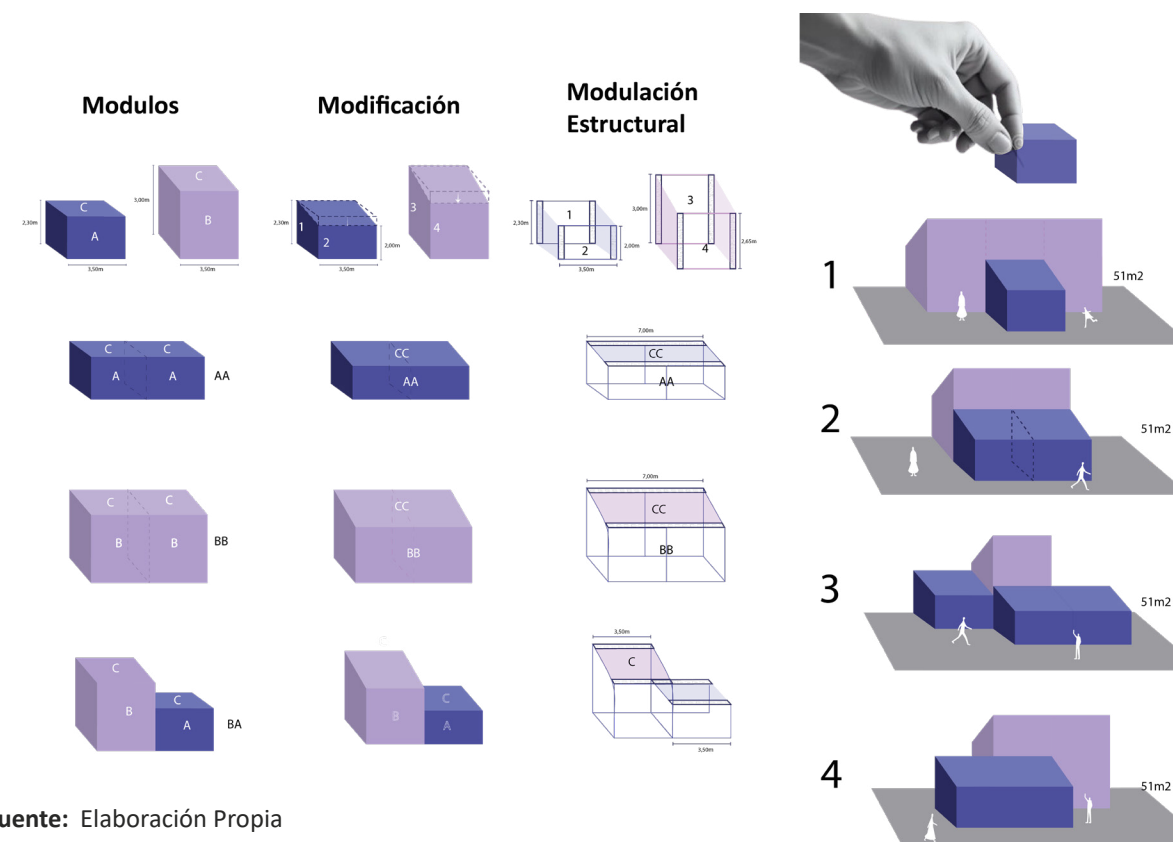 Modulos
Modificación
Modulación
Estructural
C
3,00m
B
3,50m
2,30m
C
A
3,50m
2,30m
1
2
2,00m
3,50m
3
4
2,30m
1
2
2,00m
3,50m
3,00m
3
4
2,65m
C C
A A
AA
CC
AA
7,00m
CC
AA
C C
B B
BB
CC
BB
7,00m
CC
BB
C
B
C
A
BA
C
B
C
A
3,50m
C
3,50m
1
51m2
2
51m2
3
51m2
4
51m2
uente: Elaboración Propia